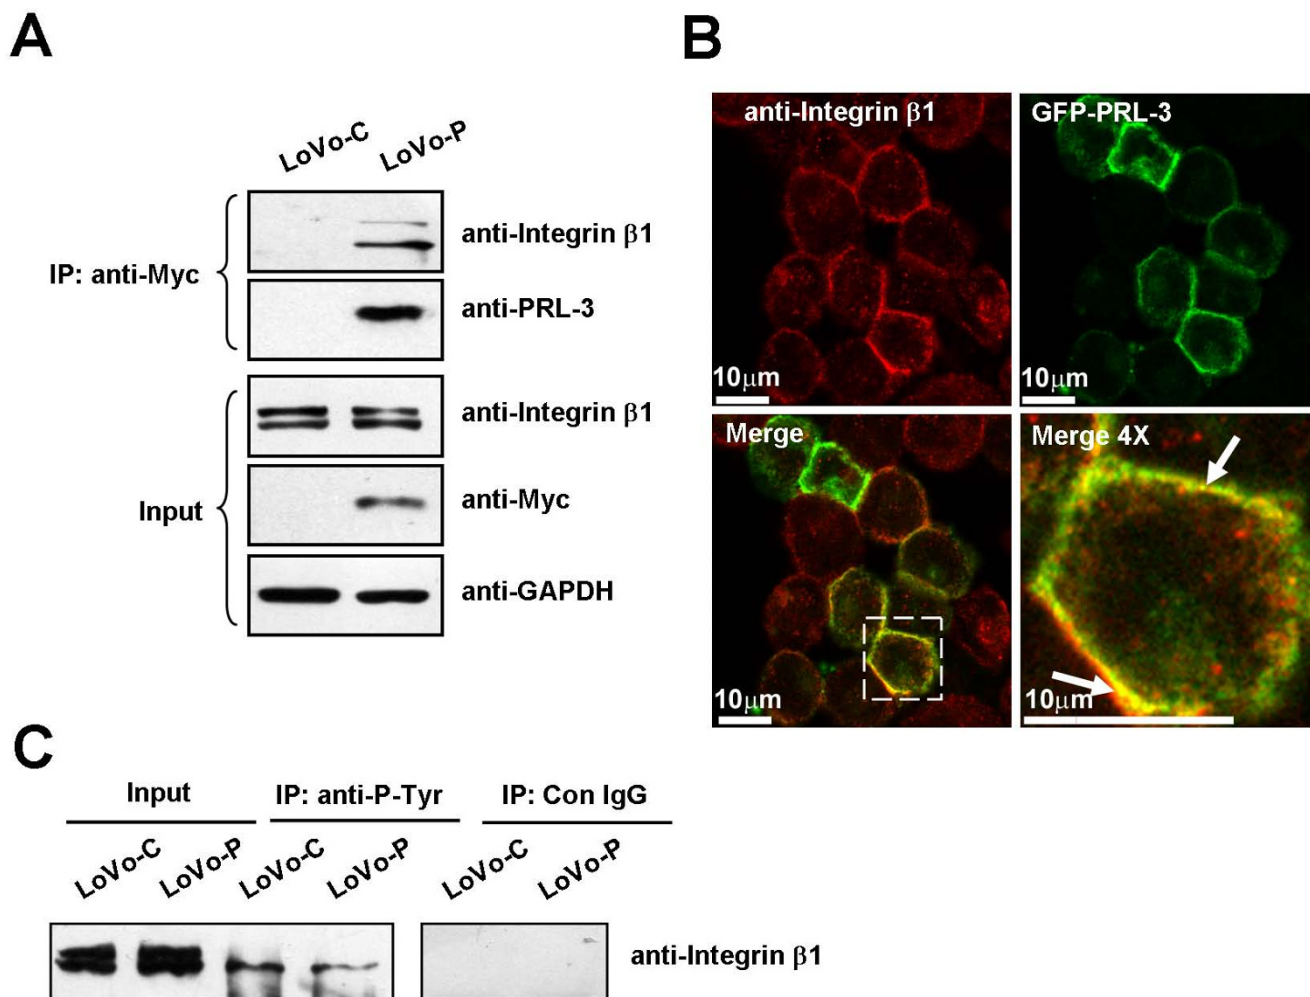 A
LoVo-C
LoVo-P
IP: anti-Myc
anti-Integrin β1
anti-PRL-3
Input
anti-Integrin β1
anti-Myc
anti-GAPDH
B
anti-Integrin β1
GFP-PRL-3
10μm
10μm
Merge
Merge 4X
10μm
10μm
C
Input
IP: anti-P-Tyr
IP: Con IgG
LoVo-C
LoVo-P
LoVo-C
LoVo-P
LoVo-C
LoVo-P
anti-Integrin β1